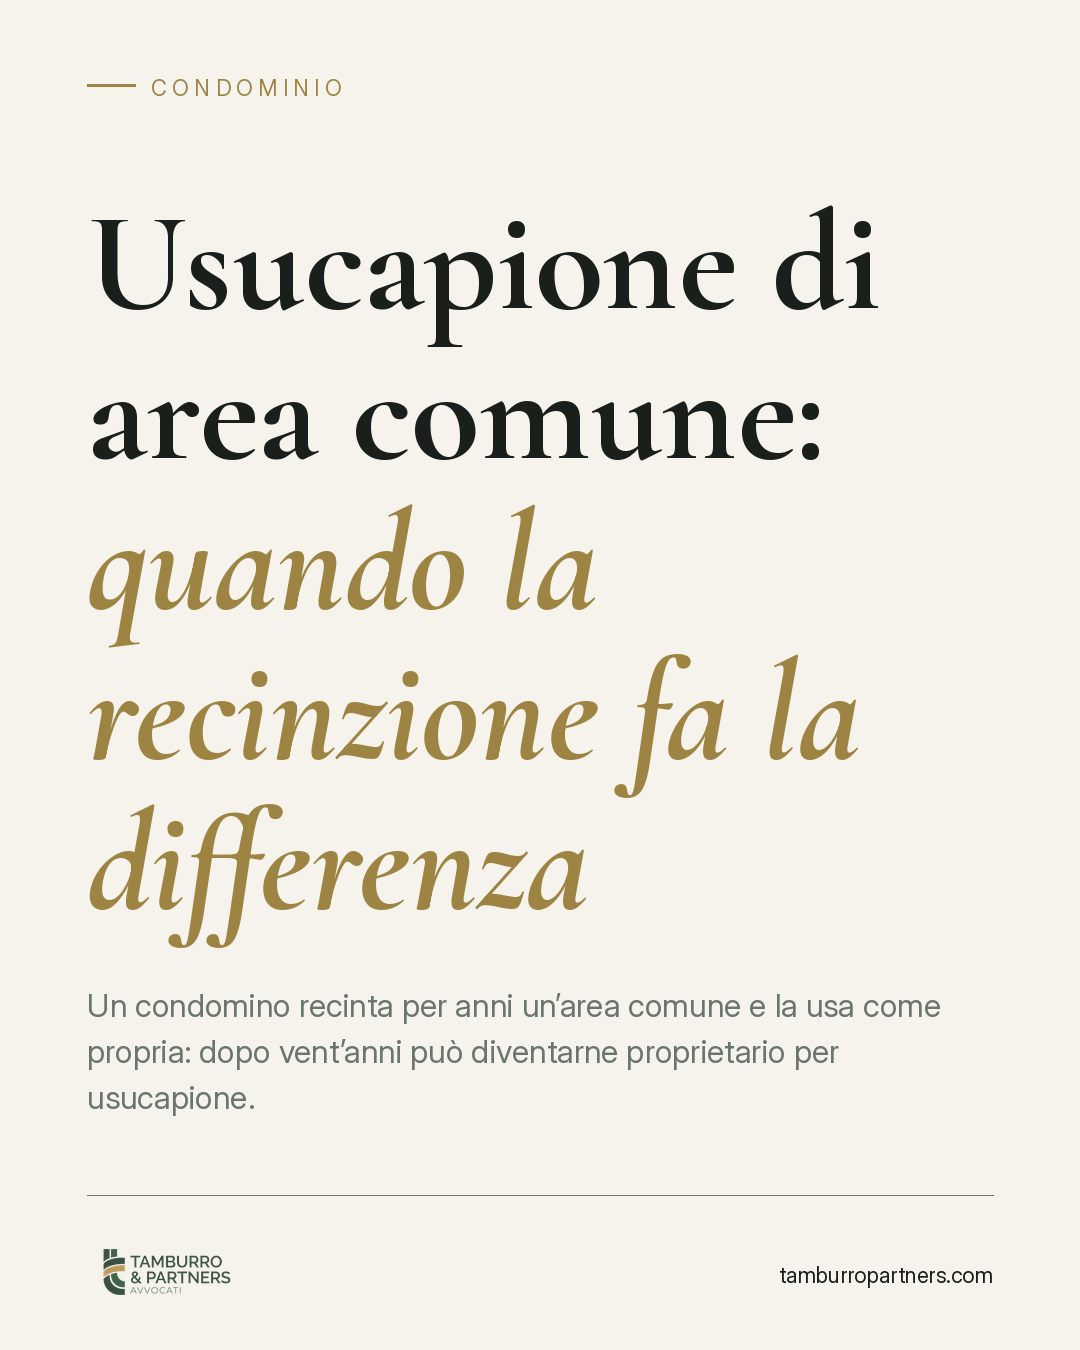 CONDOMINIO
Usucapione di
area comune:
quando la
recinzione fa la
differenza
Un condomino recinta per anni un’area comune e la usa come
propria: dopo vent’anni può diventarne proprietario per
usucapione.
TAMBURRO
& PARTNERS
AVVOCATI
tamburropartners.com